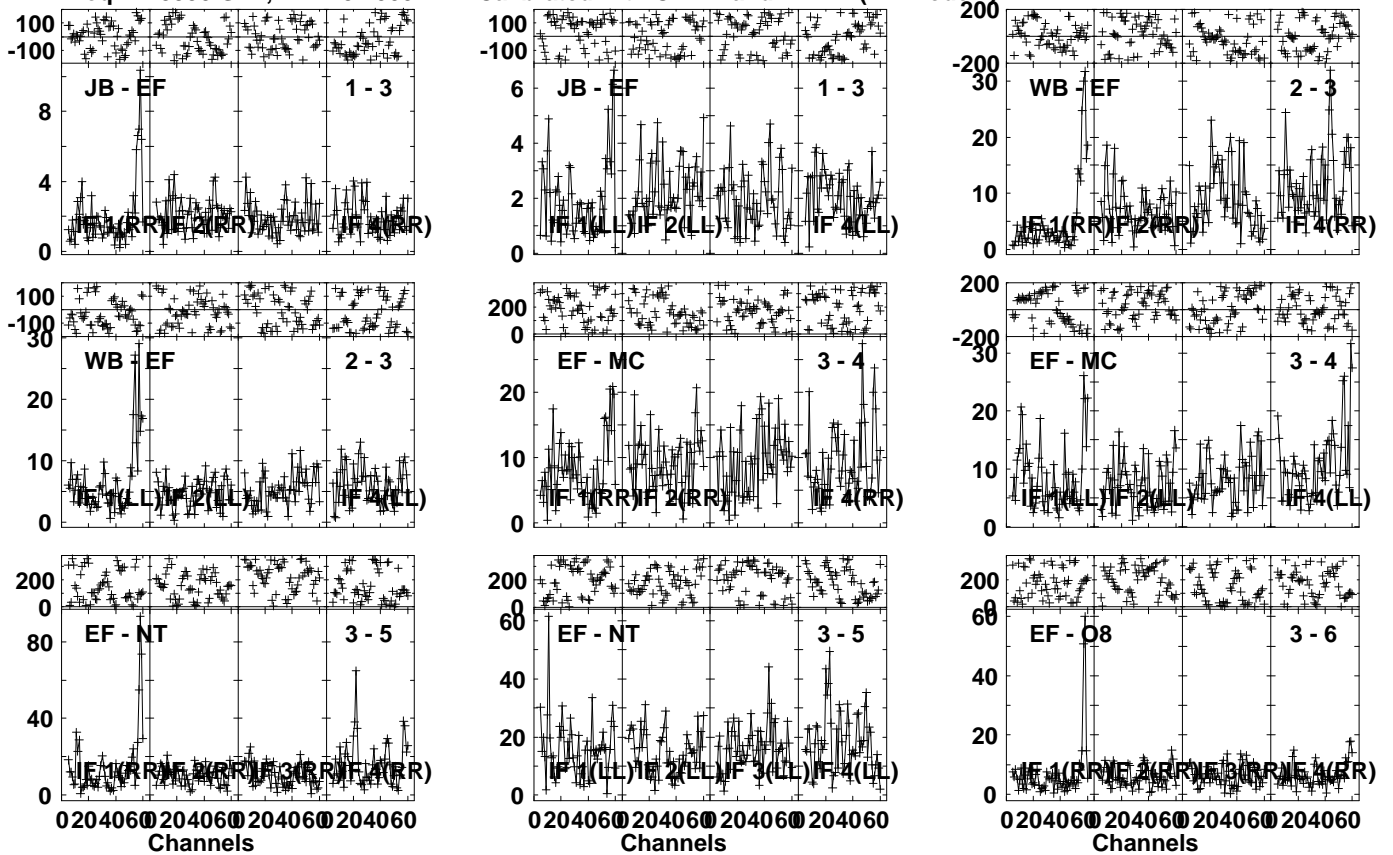 100
-100
JB - EF 1 - 3
8
4
0
IF 1(RR) IF 2(RR) IF 4(RR)
100
-100
JB - EF 1 - 3
6
4
2
0
IF 1(LL) IF 2(LL) IF 4(LL)
200
-200
WB - EF 2 - 3
30
20
10
0
IF 1(RR) IF 2(RR) IF 4(RR)
100
-100
WB - EF 2 - 3
30
20
10
0
IF 1(LL) IF 2(LL) IF 4(LL)
200
0
EF - MC 3 - 4
20
10
0
IF 1(RR) IF 2(RR) IF 4(RR)
200
-200
EF - MC 3 - 4
30
20
10
0
IF 1(LL) IF 2(LL) IF 4(LL)
200
0
EF - NT 3 - 5
80
40
0
IF 1(RR) IF 2(RR) IF 3(RR) IF 4(RR)
0 20 40 60 0 20 40 60 0 20 40 60 0 20 40 60
Channels
200
0
EF - NT 3 - 5
60
40
20
0
IF 1(LL) IF 2(LL) IF 3(LL) IF 4(LL)
0 20 40 60 0 20 40 60 0 20 40 60 0 20 40 60
Channels
200
0
EF - O8 3 - 6
60
40
20
0
IF 1(RR) IF 2(RR) IF 3(RR) IF 4(RR)
0 20 40 60 0 20 40 60 0 20 40 60 0 20 40 60
Channels